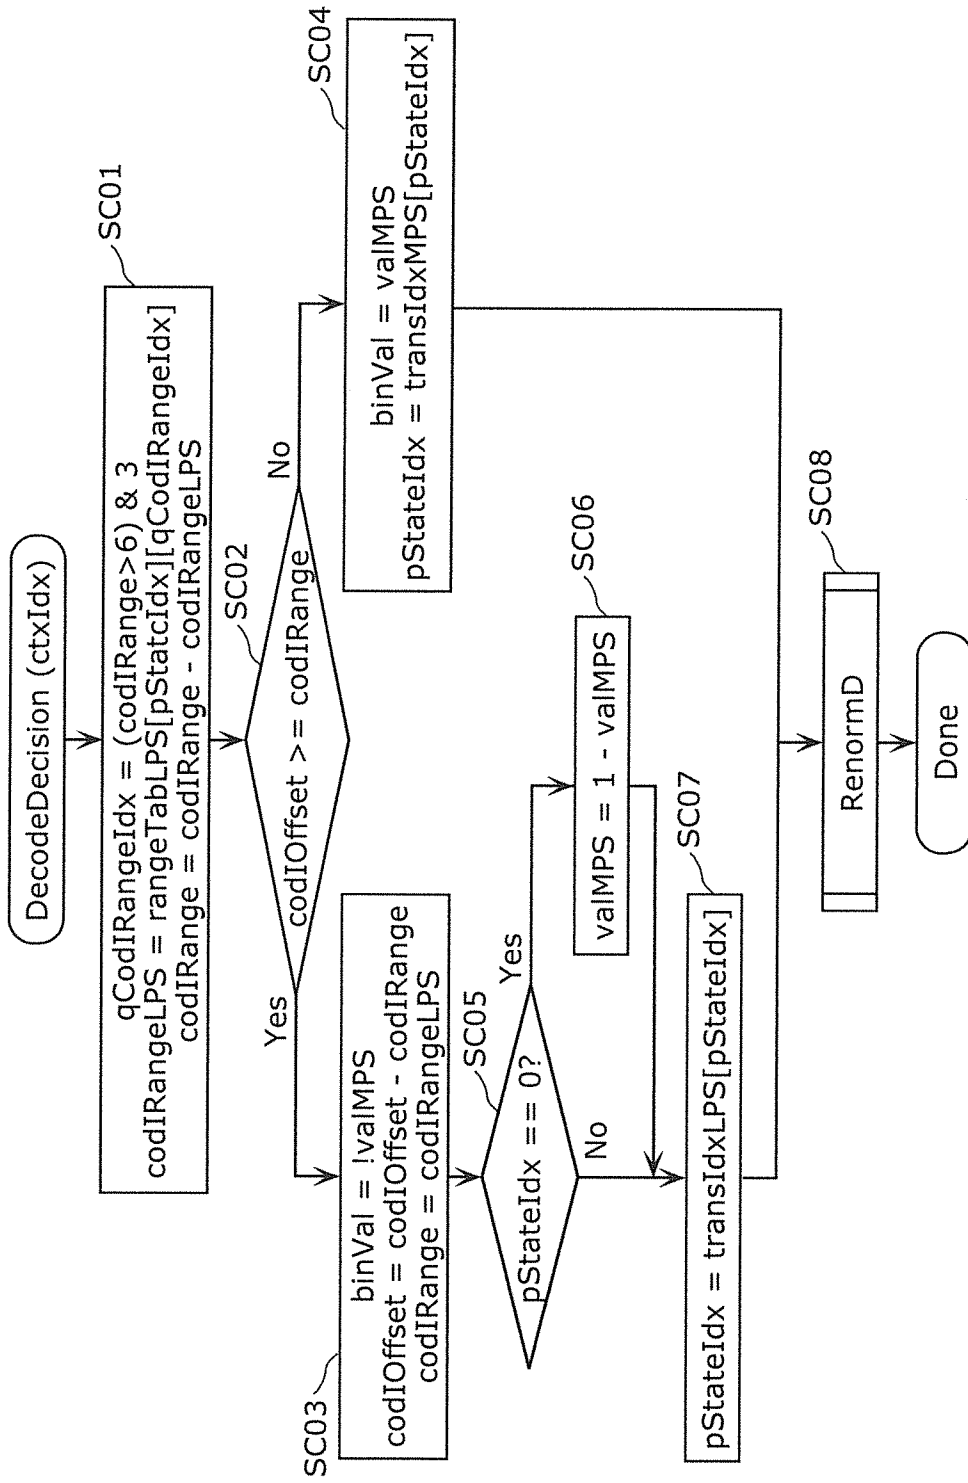 DecodeDecision (ctxIdx)
SC01
qCodIRangeIdx = (codIRange>6) & 3
codIRangeLPS = rangeTabLPS[pStatcIdx][qCodIRangeIdx]
codIRange = codIRange - codIRangeLPS
SC02
codIOffset >= codIRange
Yes
No
SC03
binVal = !valMPS
codIOffset = codIOffset - codIRange
codIRange = codIRangeLPS
SC04
binVal = valMPS
pStateIdx = transIdxMPS[pStateIdx]
SC05
pStateIdx == 0?
Yes
No
SC06
valMPS = 1 - valMPS
SC07
pStateIdx = transIdxLPS[pStateIdx]
SC08
RenormD
Done